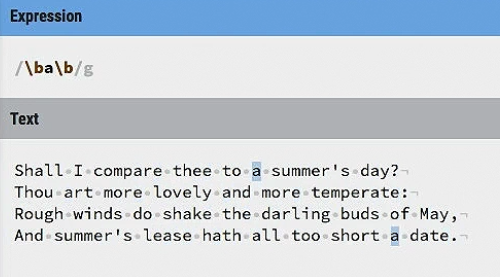 Expression
/\ba\b/g
Text
Shall I compare thee to a summer's day?
Thou art more lovely and more temperate:
Rough winds do shake the darling buds of May,
And summer's lease hath all too short a date.